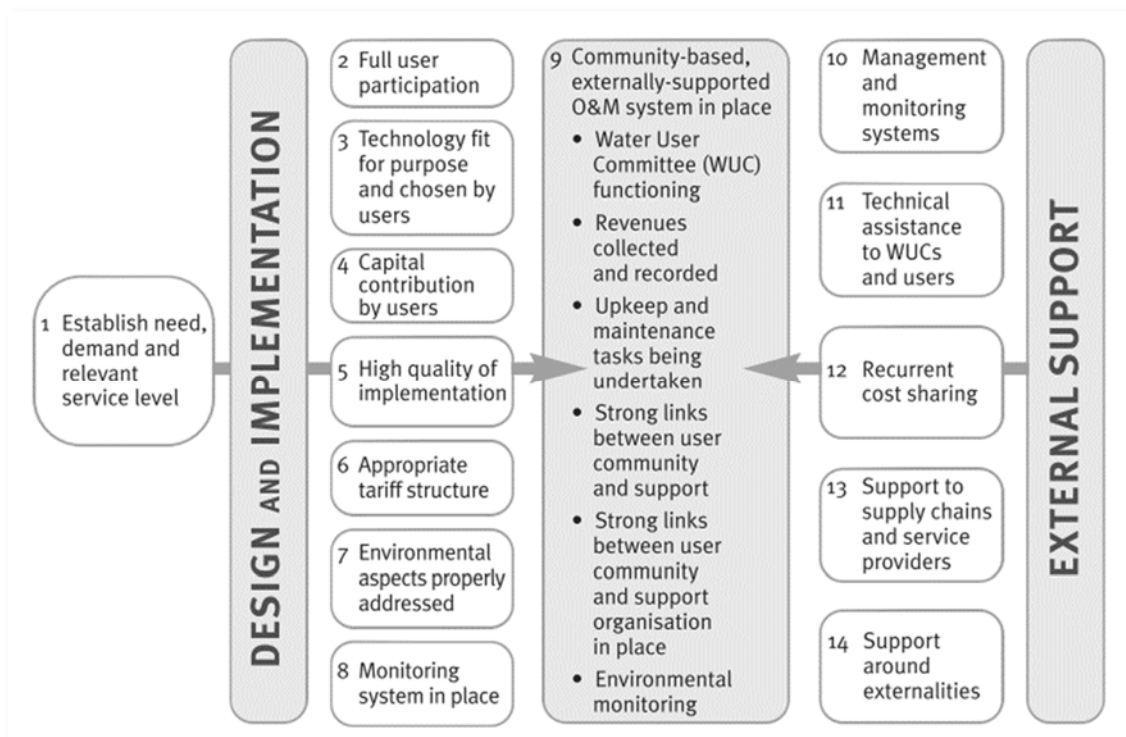 1 Establish need,
demand and
relevant
service level
DESIGN AND IMPLEMENTATION
2 Full user
participation
3 Technology fit
for purpose
and chosen by
users
4 Capital
contribution
by users
5 High quality of
implementation
6 Appropriate
tariff structure
7 Environmental
aspects properly
addressed
8 Monitoring
system in place
9 Community-based,
externally-supported
O&M system in place
• Water User
Committee (WUC)
functioning
• Revenues
collected
and recorded
• Upkeep and
maintenance
tasks being
undertaken
• Strong links
between user
community
and support
• Strong links
between user
community
and support
organisation
in place
• Environmental
monitoring
10 Management
and
monitoring
systems
11 Technical
assistance
to WUCs
and users
12 Recurrent
cost sharing
13 Support to
supply chains
and service
providers
14 Support
around
externalities
EXTERNAL SUPPORT